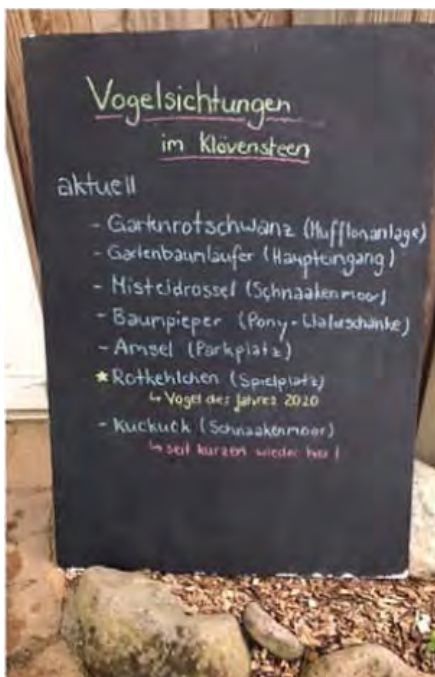 Vogelsichtungen
im Klövensteen
aktuell
- Gartenrotschwanz (Mufflonanlage)
- Gartenbaumläufer (Haupteingang)
- Misteldrossel (Schnaakenmoor)
- Baumpieper (Pony-Waldschänke)
- Amsel (Parkplatz)
★ Rotkehlchen (Spielplatz)
↳ Vogel des Jahres 2020
- Kuckuck (Schnaakenmoor)
↳ seit kurzen wieder hier!